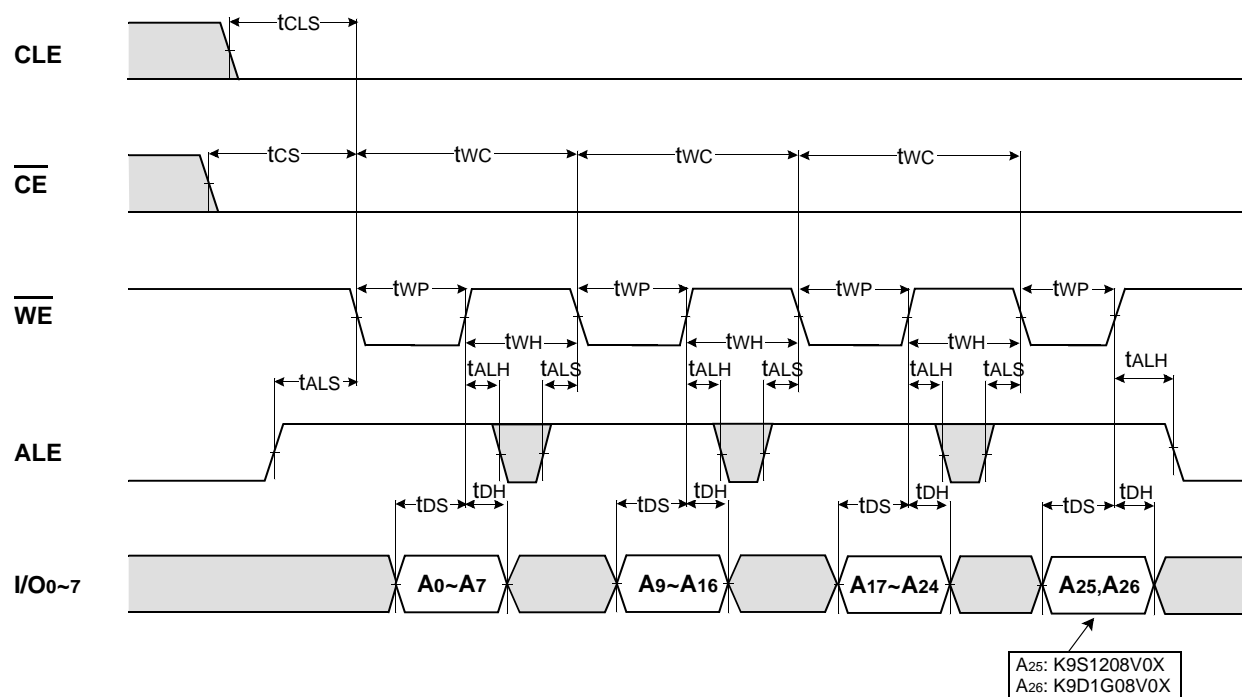 tCLS
CLE
tCS tWC tWC tWC
CE
tWP tWP tWP tWP
WE
tWH tWH tWH
tALH tALS tALH tALS tALH tALS tALH
tALS
ALE
tDS tDH tDS tDH tDS tDH tDS tDH
I/O0~7 A0~A7 A9~A16 A17~A24 A25,A26
A25: K9S1208V0X
A26: K9D1G08V0X